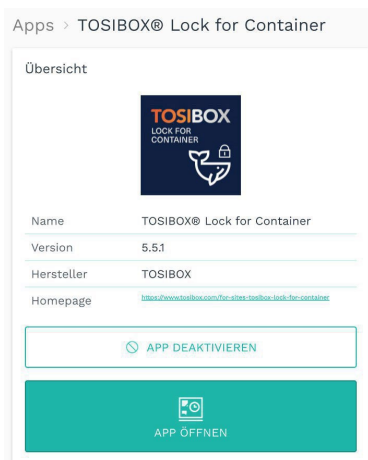 Apps > TOSIBOX® Lock for Container
Übersicht
TOSIBOX
LOCK FOR
CONTAINER
Name TOSIBOX® Lock for Container
Version 5.5.1
Hersteller TOSIBOX
Homepage https://www.tosibox.com/for-sites-tosibox-lock-for-container
APP DEAKTIVIEREN
APP ÖFFNEN